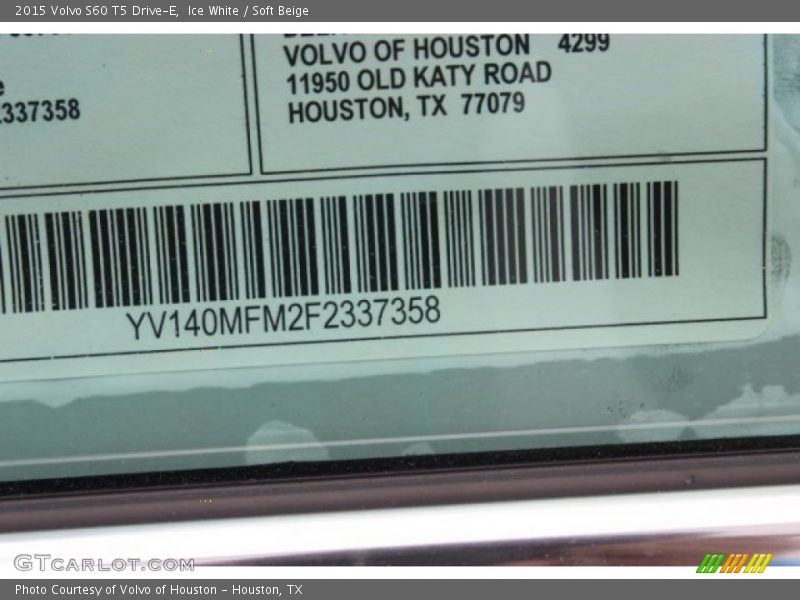 2015 Volvo S60 T5 Drive-E, Ice White / Soft Beige
VOLVO OF HOUSTON 4299
11950 OLD KATY ROAD
HOUSTON, TX 77079
2337358
YV140MFM2F2337358
GTCARLOT.COM
Photo Courtesy of Volvo of Houston - Houston, TX